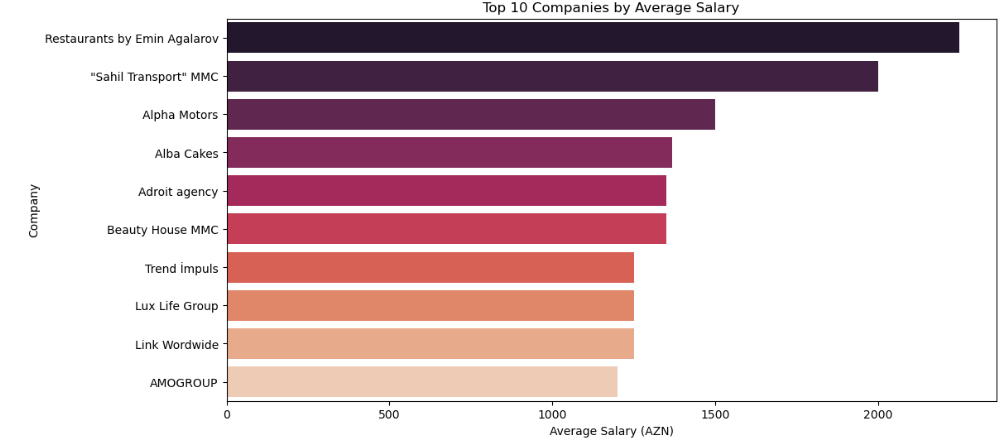 Top 10 Companies by Average Salary
Company
Restaurants by Emin Agalarov
"Sahil Transport" MMC
Alpha Motors
Alba Cakes
Adroit agency
Beauty House MMC
Trend İmpuls
Lux Life Group
Link Wordwide
AMOGROUP
0 500 1000 1500 2000
Average Salary (AZN)